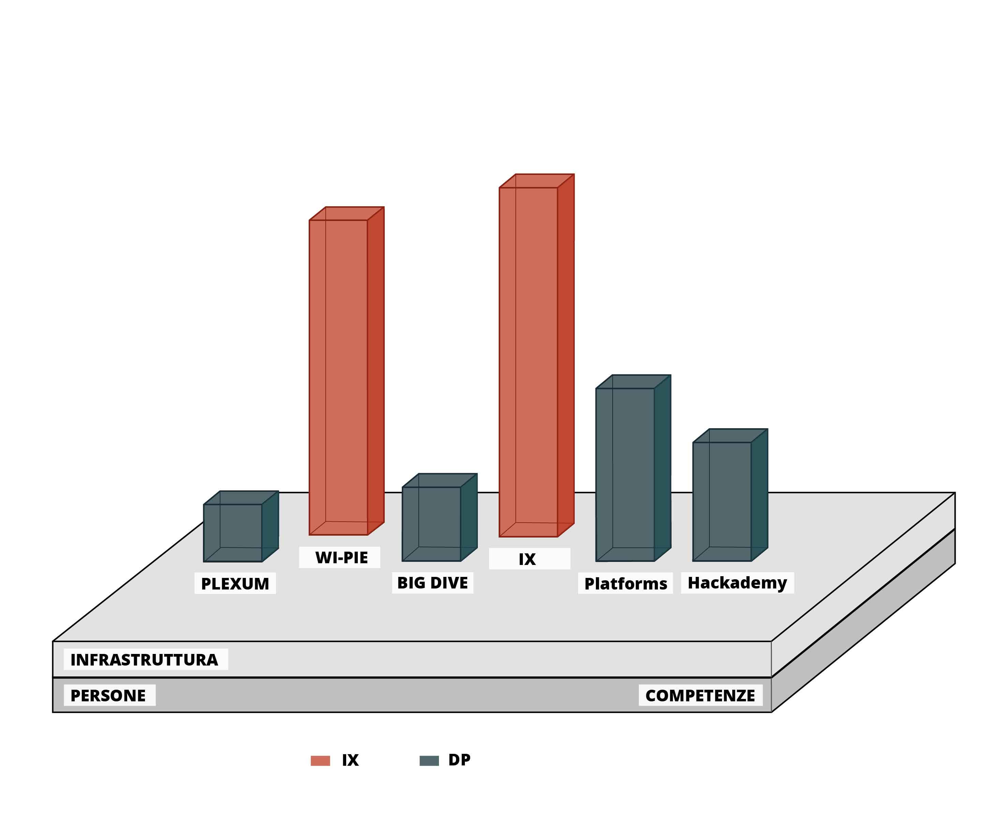 WI-PIE
IX
PLEXUM
BIG DIVE
Platforms
Hackademy
INFRASTRUTTURA
PERSONE
COMPETENZE
IX
DP